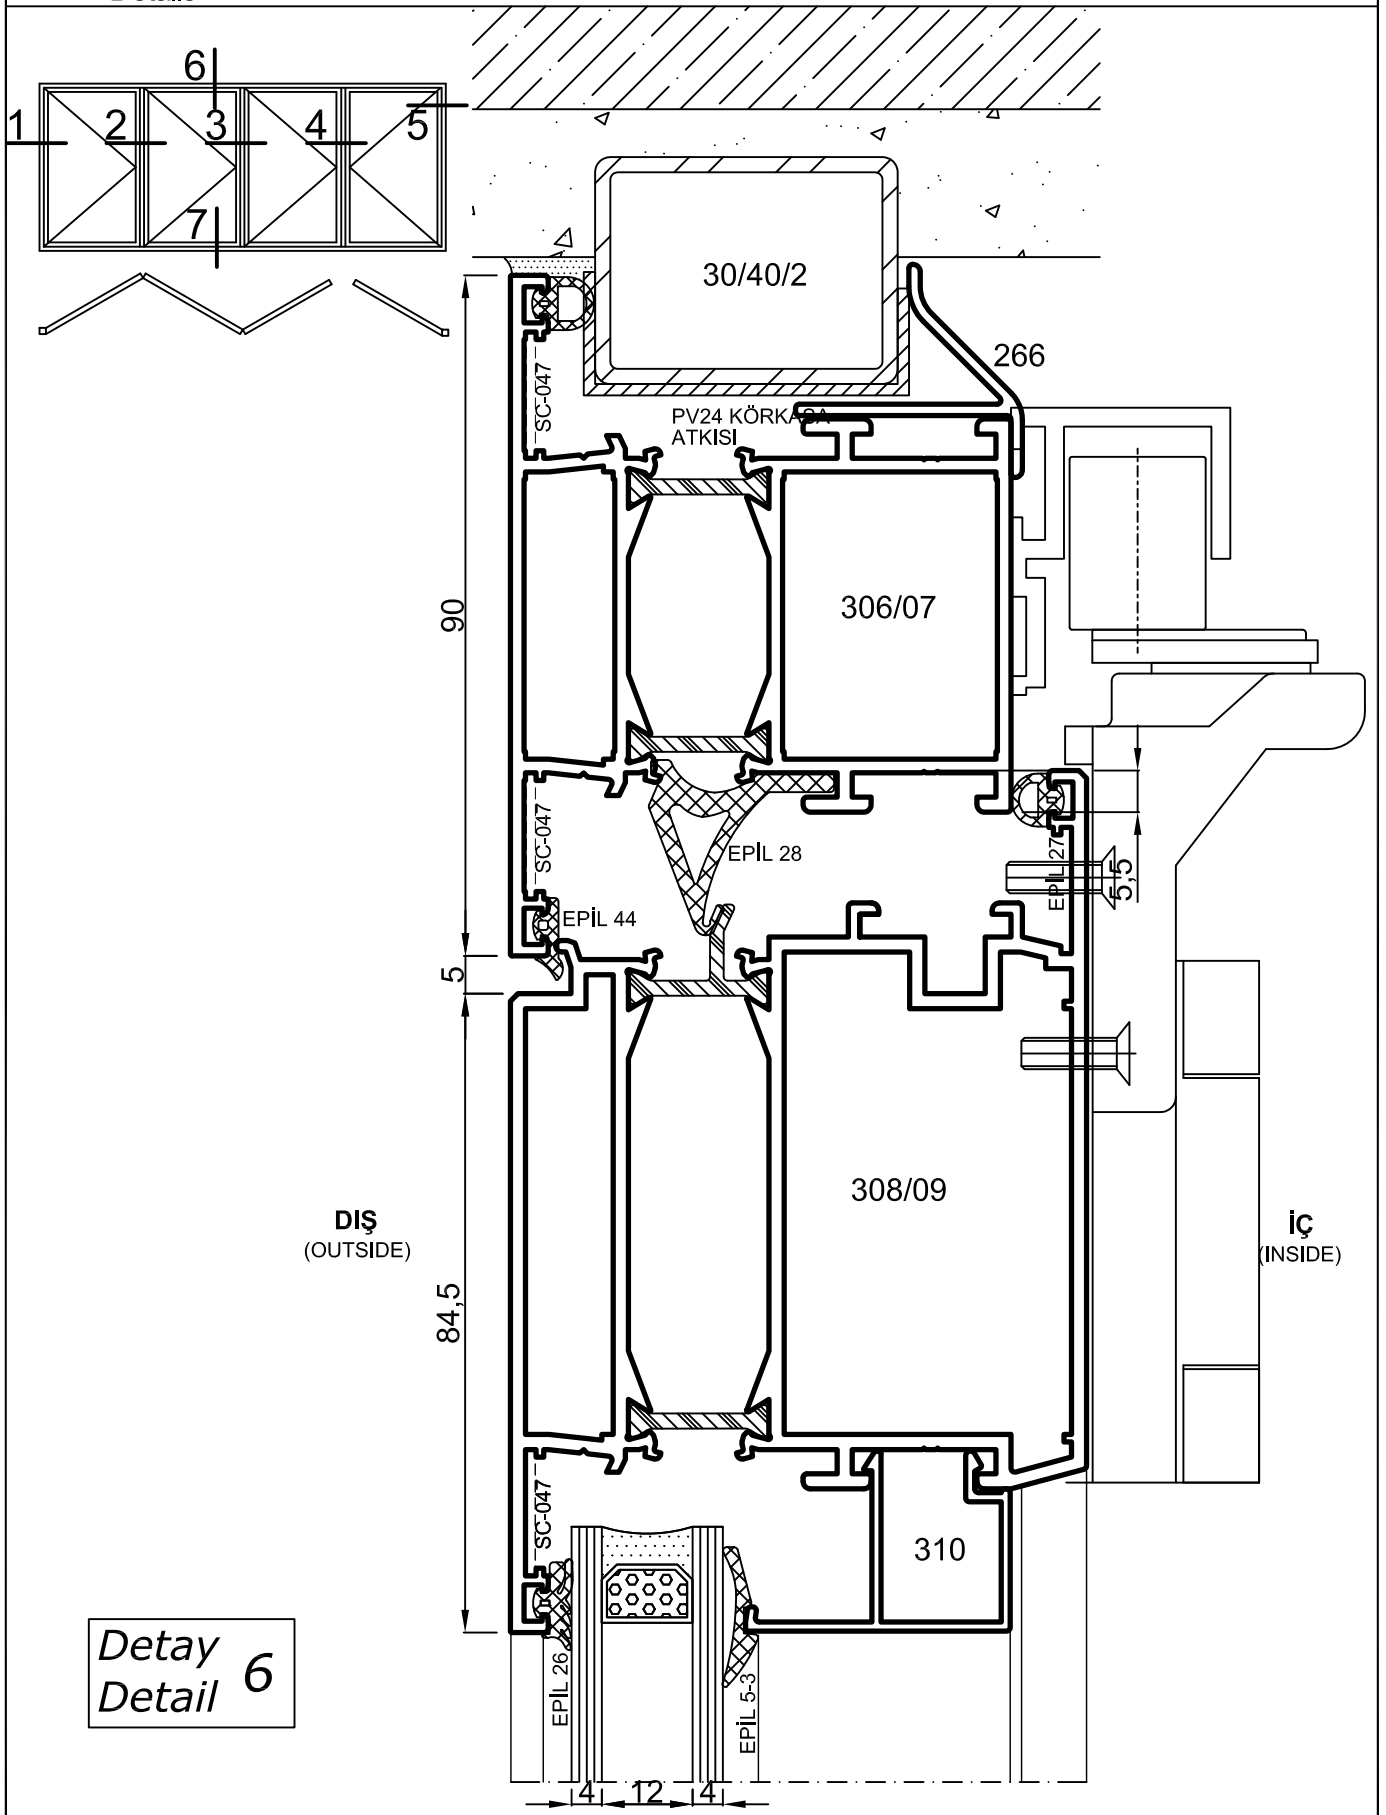 6
1
2
3
4
5
7
30/40/2
266
SC-047
PV24 KÖRKASA
ATKISI
90
306/07
SC-047
EPİL 28
EPİL 27
5,5
EPİL 44
5
308/09
DIŞ
(OUTSIDE)
İÇ
(INSIDE)
84,5
SC-047
310
Detay
Detail 6
EPİL 26
EPİL 5-3
4
12
4